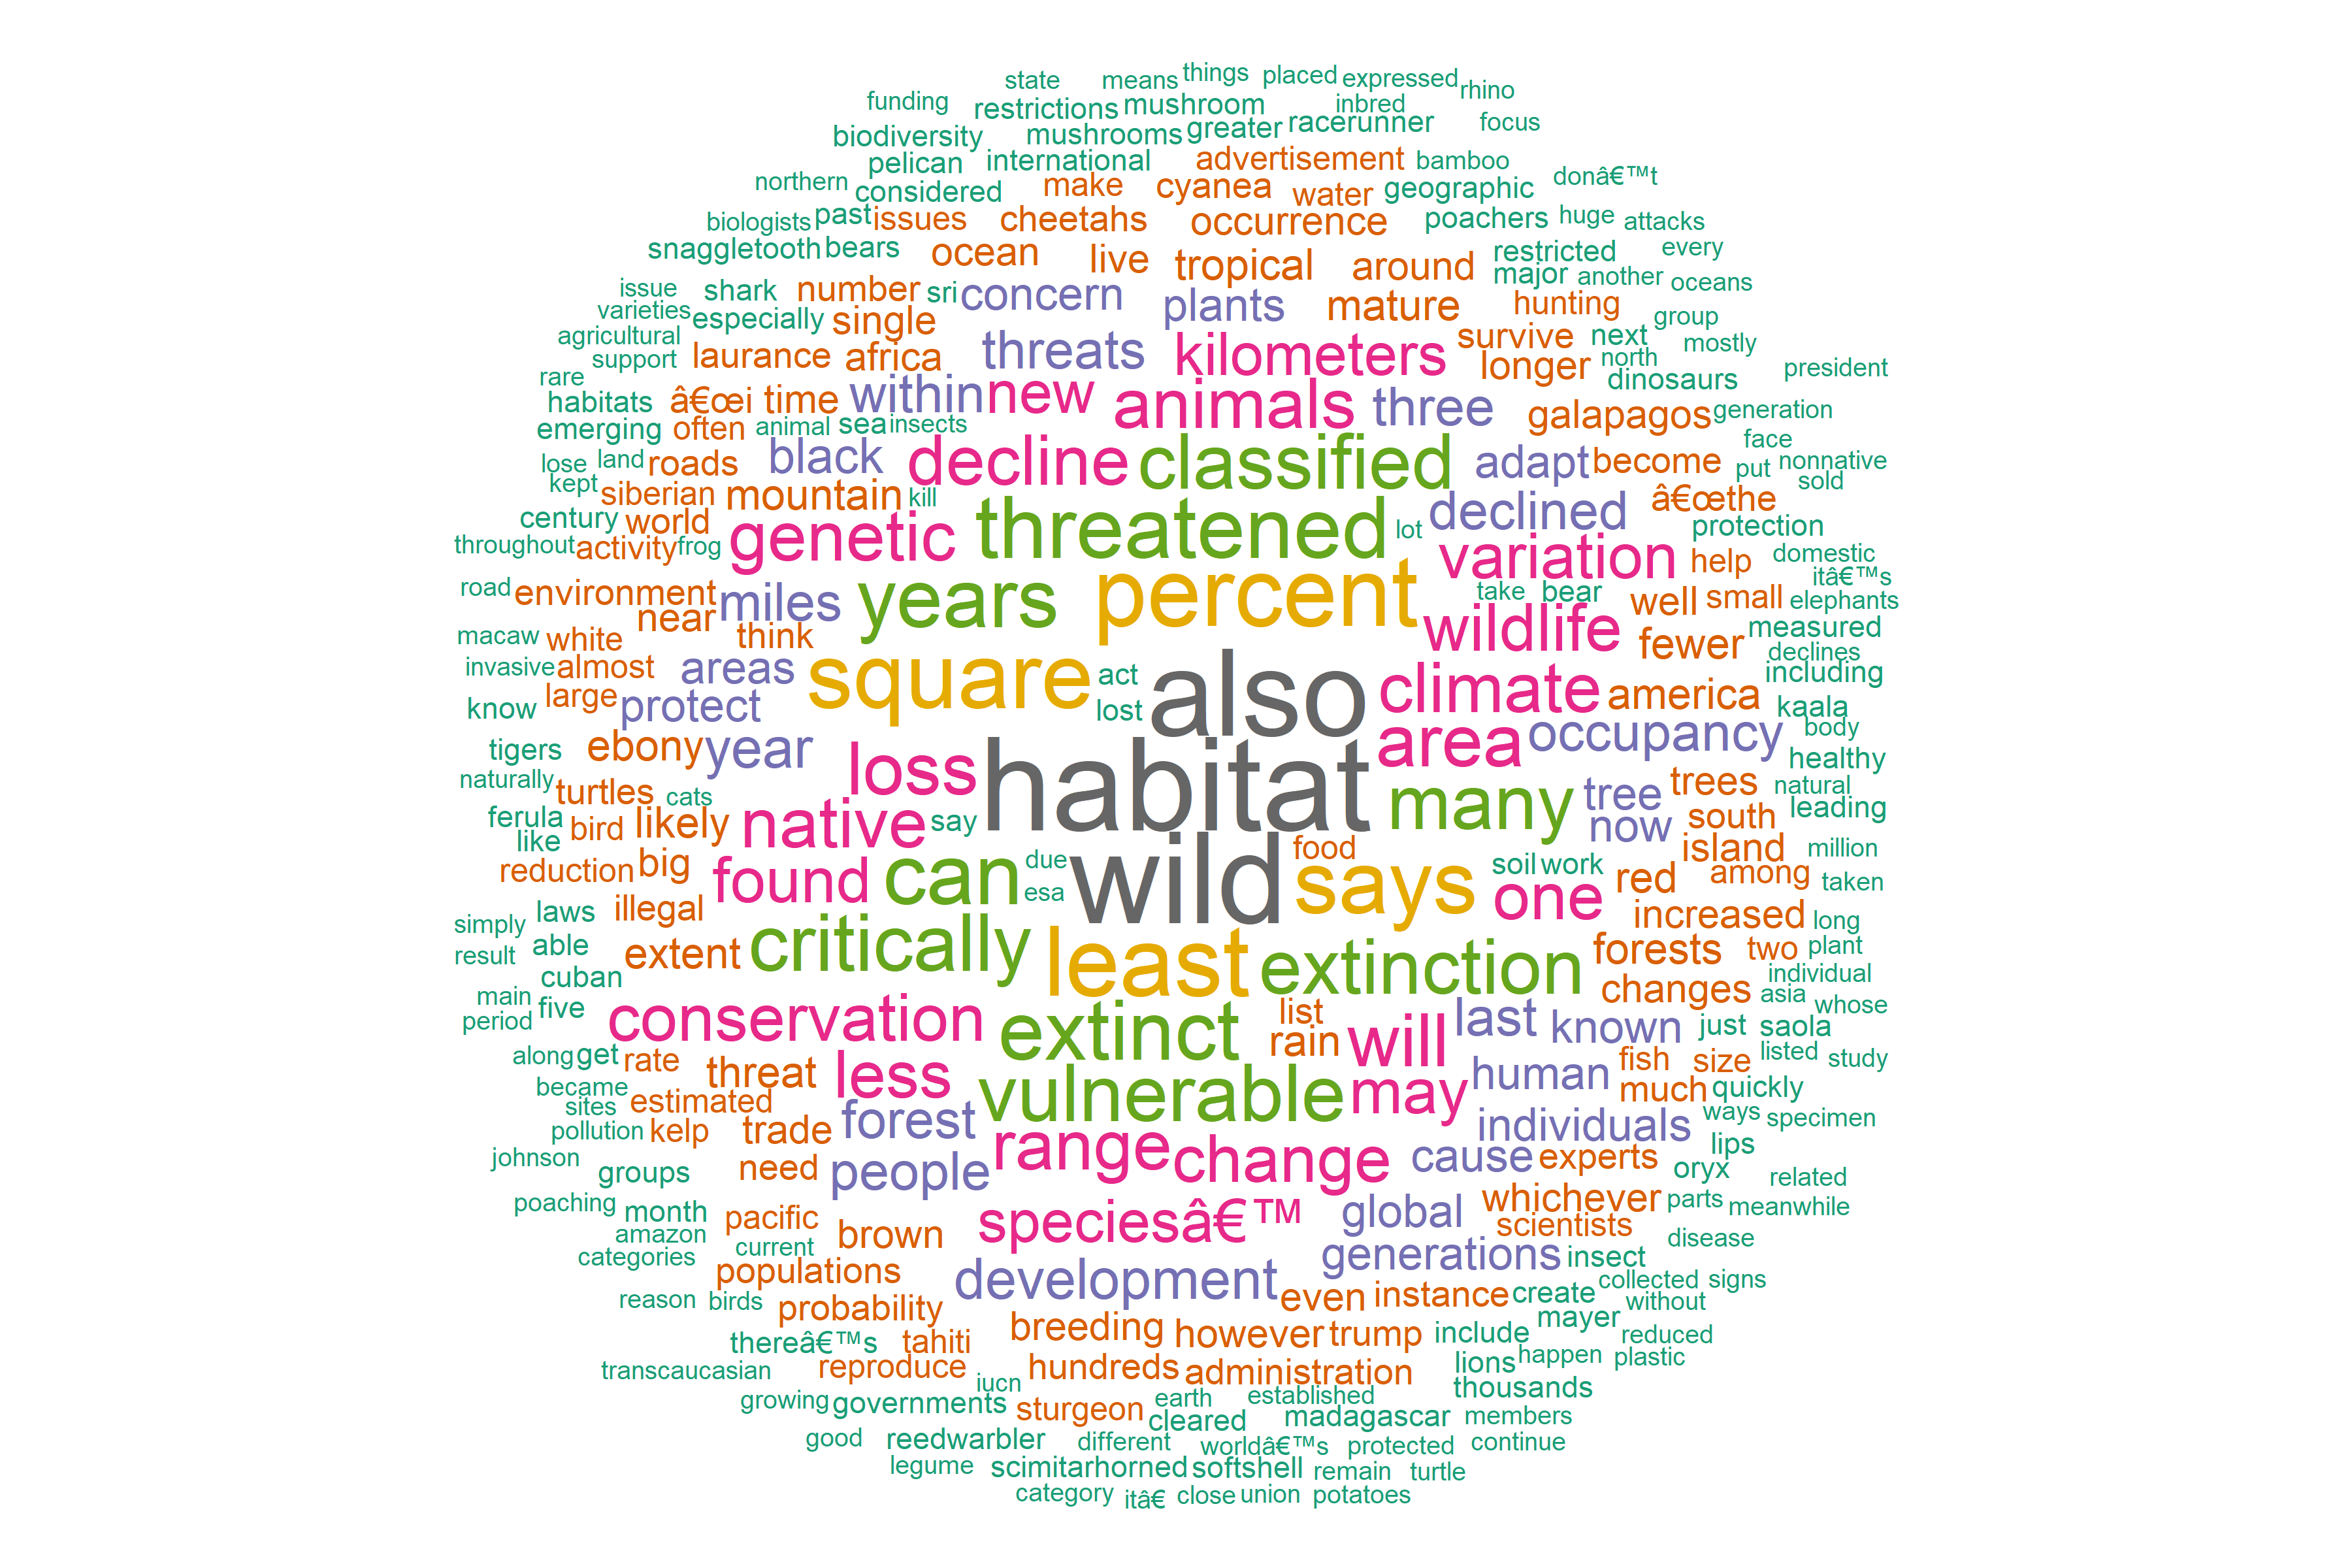 state means things placed expressed rhino
funding restrictions mushroom inbred
biodiversity mushrooms greater racerunner focus
pelican international advertisement bamboo
northern considered make cyanea water geographic donâ€™t
biologists past issues cheetahs occurrence poachers huge attacks
snaggletooth bears ocean live tropical around restricted every
issue shark number sri concern plants mature major another oceans
varieties especially single hunting group
agricultural laurance africa threats kilometers survive next mostly
support longer north
rare habitats â€œi time within new animals three dinosaurs president
emerging often animal sea insects galapagos generation
lose land roads black decline classified adapt become face put nonnative
kept siberian mountain kill sold
century world genetic threatened lot declined â€œthe protection
throughout activity frog variation help domestic
road environment miles years percent take bear well small itâ€™s elephants
macaw white near think wildlife fewer measured
invasive almost areas square act also climate america declines including
know large protect lost kaala
tigers ebony year loss habitat area occupancy body healthy
naturally turtles cats many tree trees natural
ferula bird likely native say now south leading
like reduction big found can due wild food says soil work island million
esa one red among taken
simply laws illegal critically least extinction increased long
result able extent forests two plant
cuban changes individual
main five conservation extinct list last known asia whose
period rain will just saola
along get rate threat less vulnerable may human fish size listed study
became much quickly
sites estimated forest individuals ways specimen
pollution kelp trade range change lips
johnson groups need people cause experts oryx related
poaching month pacific brown speciesâ€™ global whichever parts meanwhile
amazon scientists
categories current populations development generations insect disease
reason birds probability even instance create collected signs
without
thereâ€™s tahiti breeding however trump include mayer reduced
transcaucasian reproduce iucn hundreds administration lions happen plastic
growing governments sturgeon earth established thousands
cleared madagascar members
good reedwarbler different worldâ€™s protected continue
legume scimitarhorned softshell remain turtle
category itâ€ close union potatoes